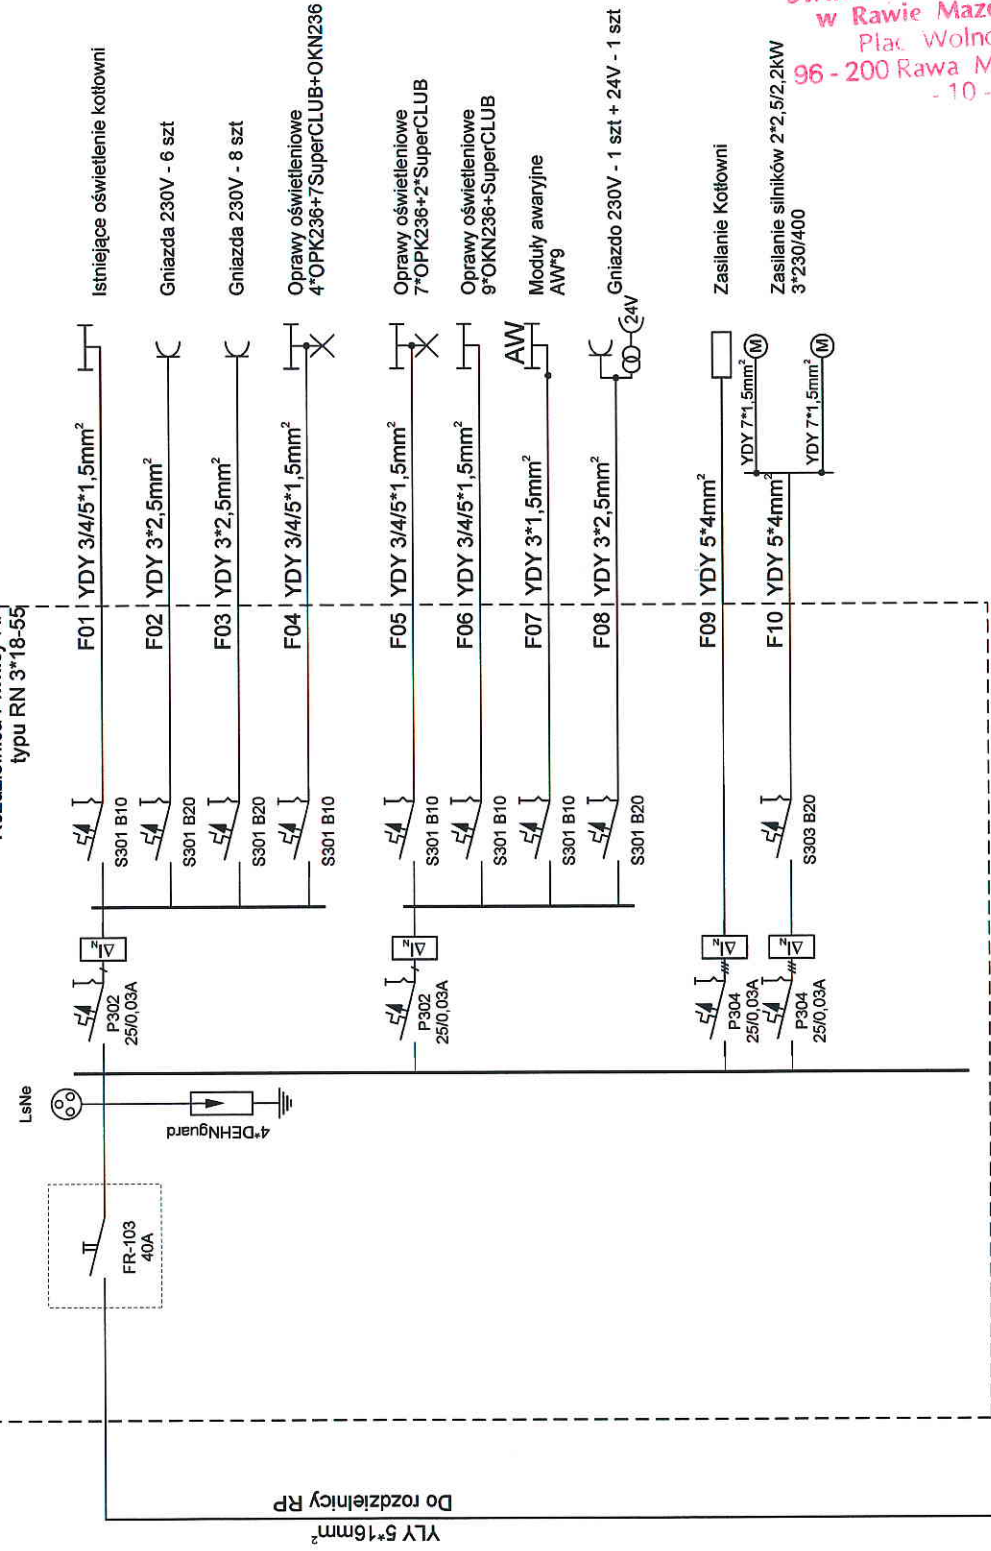 w Rawie
Plac
96 - 200 Rawa M
- 10 -
typu RN 3*18-55
Istniejące oświetlenie kotłowni
Gniazda 230V - 6 szt
Gniazda 230V - 8 szt
Oprawy oświetleniowe
4*OPK236+7SuperCLUB+OKN236
Oprawy oświetleniowe
7*OPK236+2*SuperCLUB
Oprawy oświetleniowe
9*OKN236+SuperCLUB
Moduły awaryjne
AW*9
Gniazdo 230V - 1 szt + 24V - 1 szt
Zasilanie Kotłowni
Zasilanie silników 2*2,5/2,2kW
3*230/400
AW
24V
M
M
YDY 7*1,5mm²
YDY 7*1,5mm²
F01 YDY 3/4/5*1,5mm²
F02 YDY 3*2,5mm²
F03 YDY 3*2,5mm²
F04 YDY 3/4/5*1,5mm²
F05 YDY 3/4/5*1,5mm²
F06 YDY 3/4/5*1,5mm²
F07 YDY 3*1,5mm²
F08 YDY 3*2,5mm²
F09 YDY 5*4mm²
F10 YDY 5*4mm²
S301 B10
S301 B20
S301 B20
S301 B10
S301 B10
S301 B10
S301 B10
S301 B20
S303 B20
ΔI N
ΔI N
ΔI N
ΔI N
P302
25/0,03A
P302
25/0,03A
P304
25/0,03A
P304
25/0,03A
LsNe
4*DEHNguard
FR-103
40A
Do rozdzielnicy RP
YLY 5*16mm²